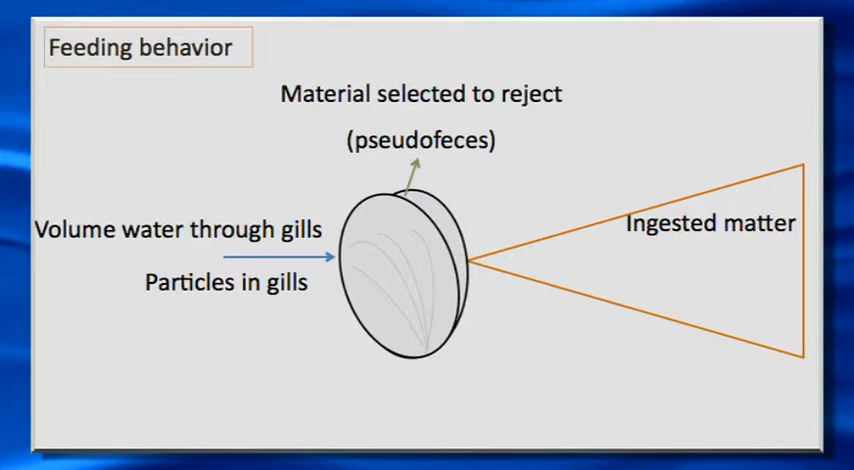 Feeding behavior
Material selected to reject
(pseudofeces)
Volume water through gills
Particles in gills
Ingested matter